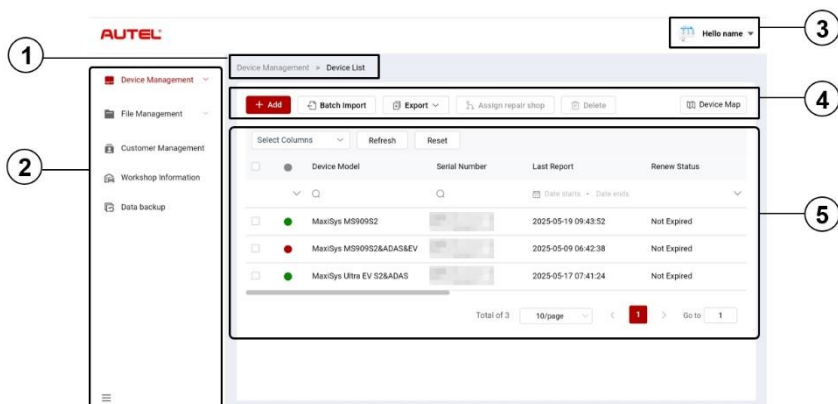 AUTEL
Hello name
3
1
Device Management > Device List
Device Management
File Management
Customer Management
Workshop Information
Data backup
2
+ Add Batch Import Export Assign repair shop Delete Device Map
4
Select Columns Refresh Reset
Device Model Serial Number Last Report Renew Status
Date starts - Date ends
MaxiSys MS909S2 2025-05-19 09:43:52 Not Expired
MaxiSys MS909S2&ADAS&EV 2025-05-09 06:42:38 Not Expired
MaxiSys Ultra EV S2&ADAS 2025-05-17 07:41:24 Not Expired
Total of 3 10/page < 1 > Go to 1
5